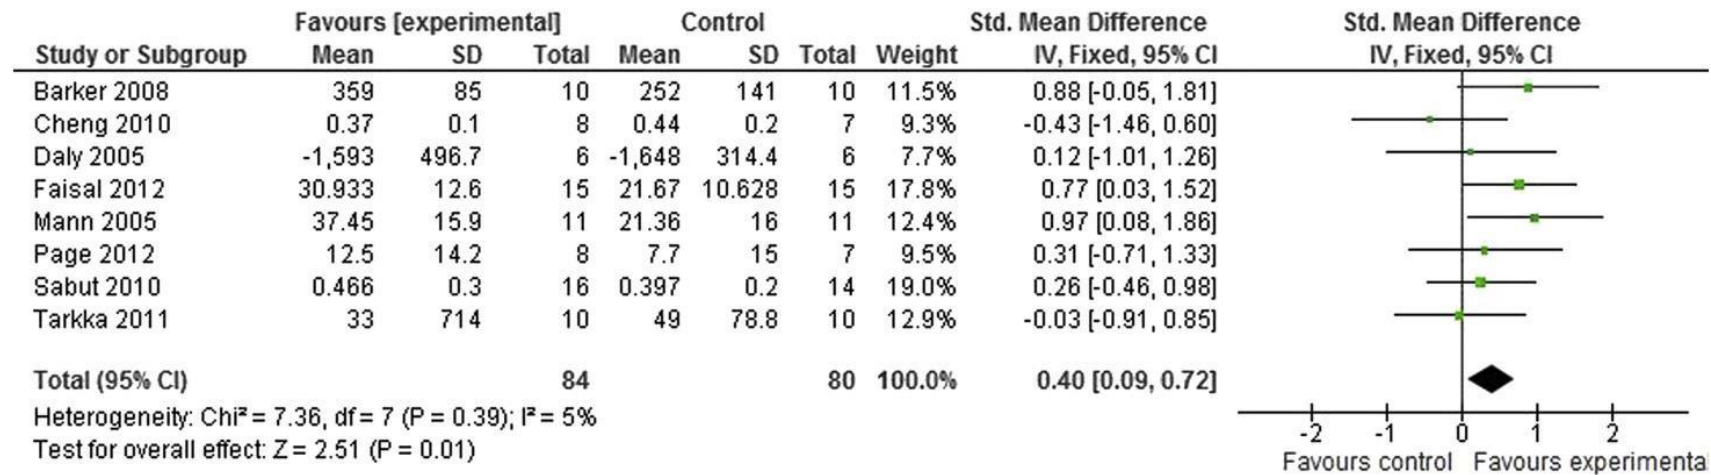 Favours [experimental] Control Std. Mean Difference Std. Mean Difference
Study or Subgroup Mean SD Total Mean SD Total Weight IV, Fixed, 95% CI IV, Fixed, 95% CI
Barker 2008 359 85 10 252 141 10 11.5% 0.88 [-0.05, 1.81]
Cheng 2010 0.37 0.1 8 0.44 0.2 7 9.3% -0.43 [-1.46, 0.60]
Daly 2005 -1,593 496.7 6 -1,648 314.4 6 7.7% 0.12 [-1.01, 1.26]
Faisal 2012 30.933 12.6 15 21.67 10.628 15 17.8% 0.77 [0.03, 1.52]
Mann 2005 37.45 15.9 11 21.36 16 11 12.4% 0.97 [0.08, 1.86]
Page 2012 12.5 14.2 8 7.7 15 7 9.5% 0.31 [-0.71, 1.33]
Sabut 2010 0.466 0.3 16 0.397 0.2 14 19.0% 0.26 [-0.46, 0.98]
Tarkka 2011 33 714 10 49 78.8 10 12.9% -0.03 [-0.91, 0.85]
Total (95% CI) 84 80 100.0% 0.40 [0.09, 0.72]
Heterogeneity: Chi² = 7.36, df = 7 (P = 0.39); I² = 5%
Test for overall effect: Z = 2.51 (P = 0.01)
-2 -1 0 1 2
Favours control Favours experimenta